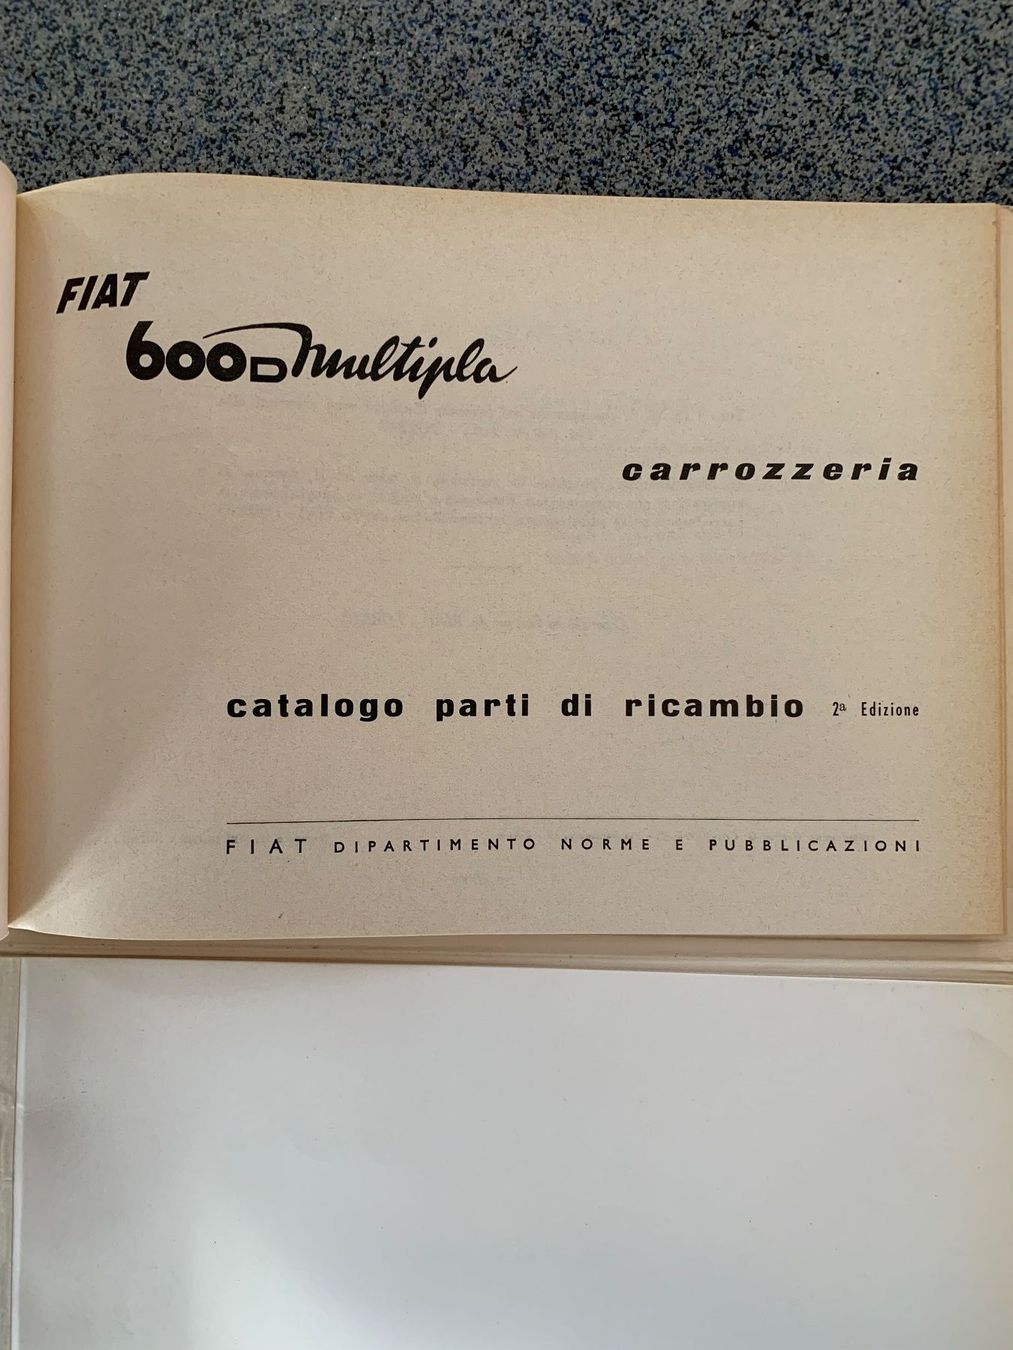 FIAT
600D multipla
carrozzeria
catalogo parti di ricambio 2ª Edizione
FIAT DIPARTIMENTO NORME E PUBBLICAZIONI